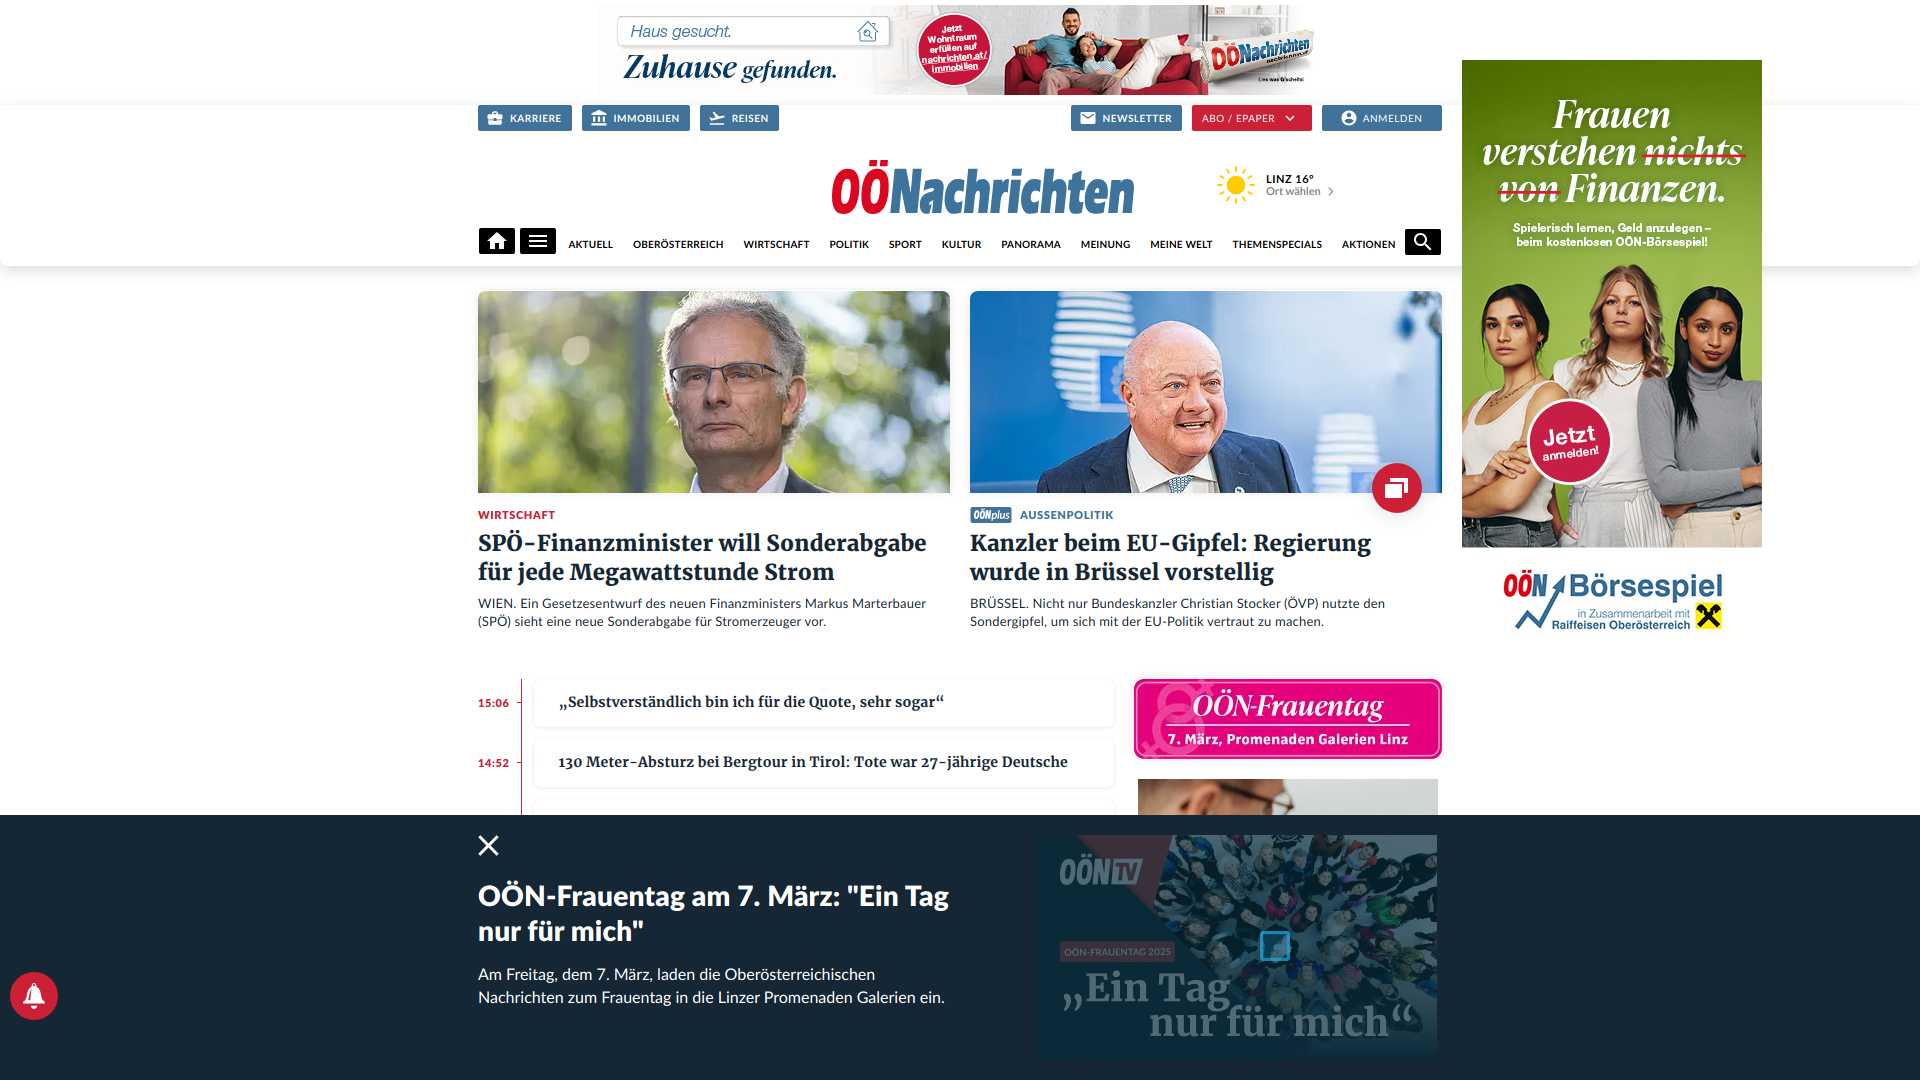 Haus gesucht.
Zuhause gefunden.
Jetzt
Wohntraum
erfüllen auf
nachrichten.at/
immobilien
OÖNachrichten
Lies was G'scheits!
KARRIERE
IMMOBILIEN
REISEN
NEWSLETTER
ABO / EPAPER
ANMELDEN
OÖNachrichten
LINZ 16°
Ort wählen
AKTUELL
OBERÖSTERREICH
WIRTSCHAFT
POLITIK
SPORT
KULTUR
PANORAMA
MEINUNG
MEINE WELT
THEMENSPECIALS
AKTIONEN
Frauen
verstehen nichts
von Finanzen.
Spielerisch lernen, Geld anzulegen –
beim kostenlosen OÖN-Börsespiel!
Jetzt
anmelden!
OÖN Börsespiel
in Zusammenarbeit mit
Raiffeisen Oberösterreich
WIRTSCHAFT
SPÖ-Finanzminister will Sonderabgabe
für jede Megawattstunde Strom
WIEN. Ein Gesetzesentwurf des neuen Finanzministers Markus Marterbauer
(SPÖ) sieht eine neue Sonderabgabe für Stromerzeuger vor.
OÖNplus AUSSENPOLITIK
Kanzler beim EU-Gipfel: Regierung
wurde in Brüssel vorstellig
BRÜSSEL. Nicht nur Bundeskanzler Christian Stocker (ÖVP) nutzte den
Sondergipfel, um sich mit der EU-Politik vertraut zu machen.
15:06
„Selbstverständlich bin ich für die Quote, sehr sogar“
14:52
130 Meter-Absturz bei Bergtour in Tirol: Tote war 27-jährige Deutsche
OÖN-Frauentag
7. März, Promenaden Galerien Linz
OÖN-Frauentag am 7. März: "Ein Tag
nur für mich"
Am Freitag, dem 7. März, laden die Oberösterreichischen
Nachrichten zum Frauentag in die Linzer Promenaden Galerien ein.
OÖN TV
OÖN-FRAUENTAG 2025
„Ein Tag
nur für mich“